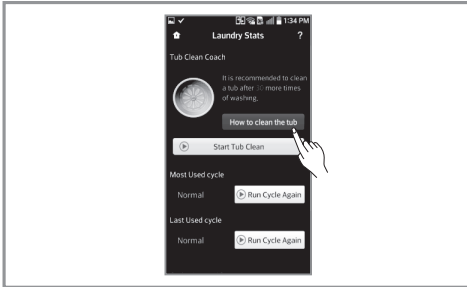 1:34 PM
Laundry Stats ?
Tub Clean Coach
It is recommended to clean
a tub after 30 more times
of washing.
How to clean the tub
Start Tub Clean
Most Used cycle
Normal Run Cycle Again
Last Used cycle
Normal Run Cycle Again